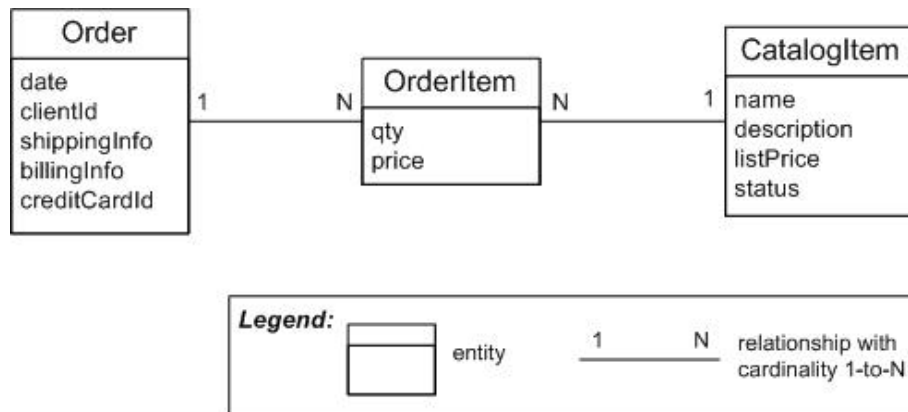 Order
date
clientId
shippingInfo
billingInfo
creditCardId
1
N
OrderItem
qty
price
N
1
CatalogItem
name
description
listPrice
status
Legend:
entity
1
N
relationship with
cardinality 1-to-N